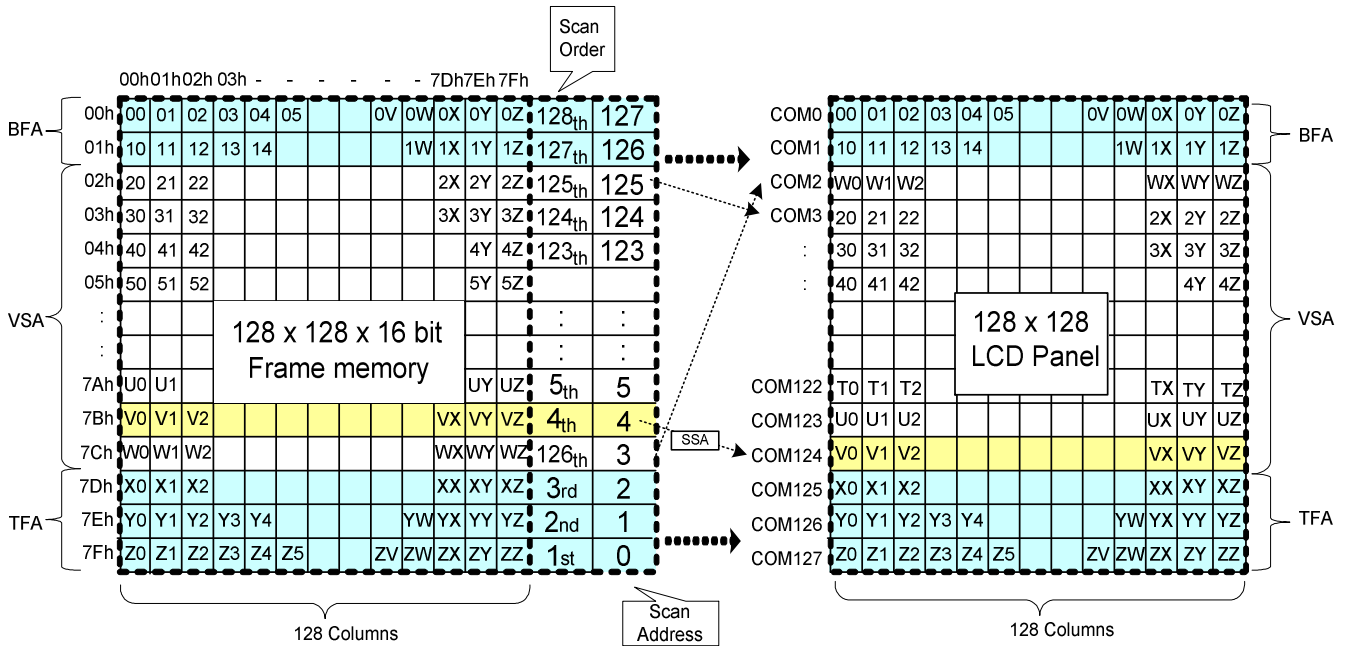 Scan
Order
00h 01h 02h 03h - - - - - - 7Dh 7Eh 7Fh
BFA
00h 00 01 02 03 04 05 0V 0W 0X 0Y 0Z 128th 127
01h 10 11 12 13 14 1W 1X 1Y 1Z 127th 126
VSA
02h 20 21 22 2X 2Y 2Z 125th 125
03h 30 31 32 3X 3Y 3Z 124th 124
04h 40 41 42 4Y 4Z 123th 123
05h 50 51 52 5Y 5Z
: : :
: : :
128 x 128 x 16 bit
Frame memory
7Ah U0 U1 UY UZ 5th 5
7Bh V0 V1 V2 VX VY VZ 4th 4
7Ch W0 W1 W2 WX WY WZ 126th 3
TFA
7Dh X0 X1 X2 XX XY XZ 3rd 2
7Eh Y0 Y1 Y2 Y3 Y4 YW YX YY YZ 2nd 1
7Fh Z0 Z1 Z2 Z3 Z4 Z5 ZV ZW ZX ZY ZZ 1st 0
128 Columns
Scan
Address
SSA
COM0 00 01 02 03 04 05 0V 0W 0X 0Y 0Z
COM1 10 11 12 13 14 1W 1X 1Y 1Z
BFA
COM2 W0 W1 W2 WX WY WZ
COM3 20 21 22 2X 2Y 2Z
: 30 31 32 3X 3Y 3Z
: 40 41 42 4Y 4Z
128 x 128
LCD Panel
VSA
COM122 T0 T1 T2 TX TY TZ
COM123 U0 U1 U2 UX UY UZ
COM124 V0 V1 V2 VX VY VZ
COM125 X0 X1 X2 XX XY XZ
COM126 Y0 Y1 Y2 Y3 Y4 YW YX YY YZ
COM127 Z0 Z1 Z2 Z3 Z4 Z5 ZV ZW ZX ZY ZZ
TFA
128 Columns